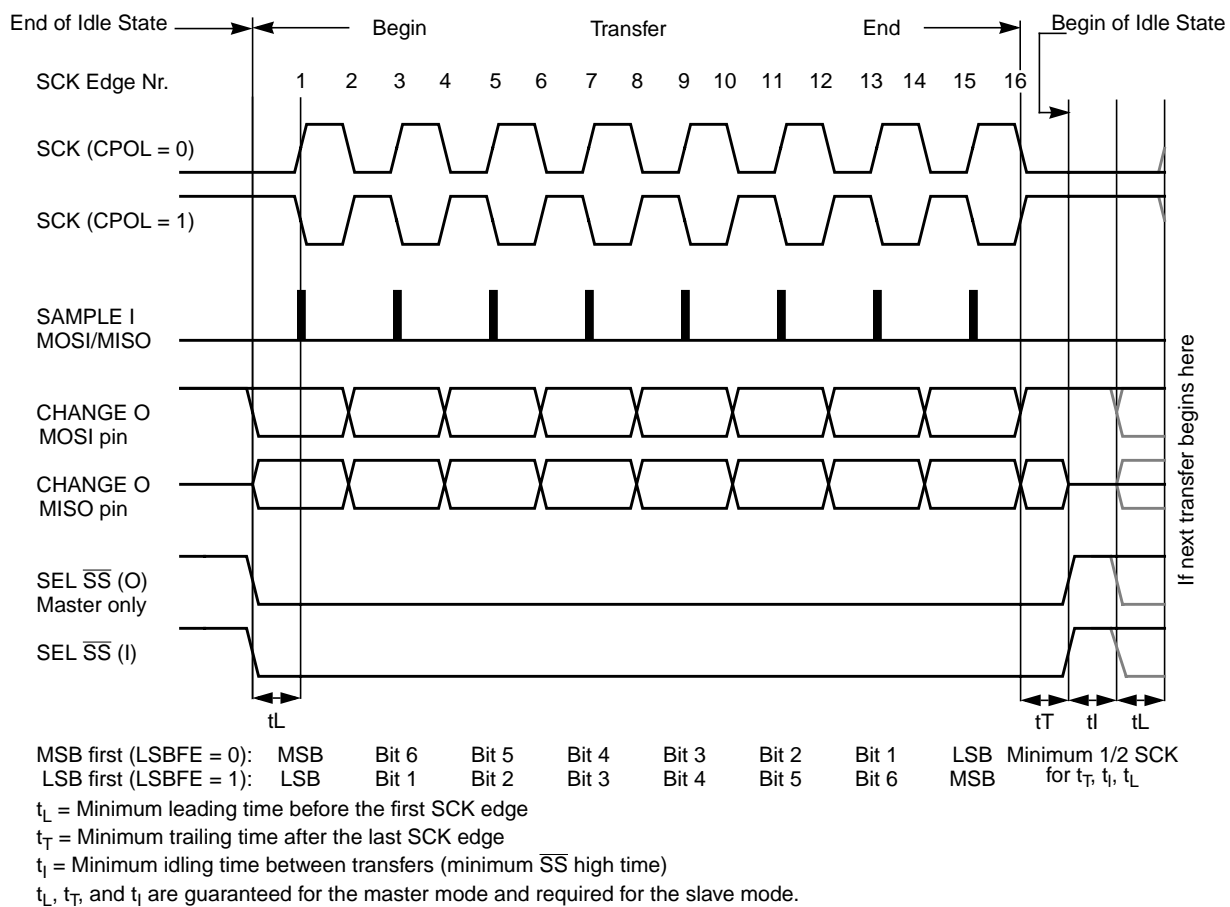 End of Idle State Begin Transfer End Begin of Idle State
SCK Edge Nr. 1 2 3 4 5 6 7 8 9 10 11 12 13 14 15 16
SCK (CPOL = 0)
SCK (CPOL = 1)
SAMPLE I
MOSI/MISO
CHANGE O
MOSI pin
CHANGE O
MISO pin
SEL S̅S̅ (O)
Master only
SEL S̅S̅ (I)
If next transfer begins here
tL tT tI tL
MSB first (LSBFE = 0): MSB Bit 6 Bit 5 Bit 4 Bit 3 Bit 2 Bit 1 LSB Minimum 1/2 SCK
LSB first (LSBFE = 1): LSB Bit 1 Bit 2 Bit 3 Bit 4 Bit 5 Bit 6 MSB for tT, tI, tL
tL = Minimum leading time before the first SCK edge
tT = Minimum trailing time after the last SCK edge
tI = Minimum idling time between transfers (minimum S̅S̅ high time)
tL, tT, and tI are guaranteed for the master mode and required for the slave mode.